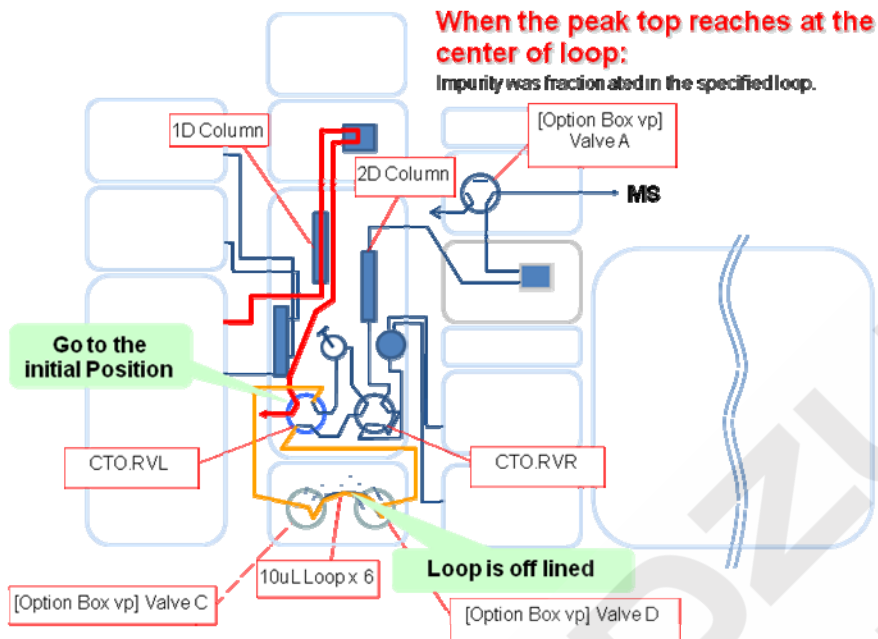 When the peak top reaches at the
center of loop:
Impurity was fractionated in the specified loop.
1D Column
[Option Box vp]
Valve A
2D Column
MS
Go to the
initial Position
CTO.RVL
CTO.RVR
10uL Loop x 6
Loop is off lined
[Option Box vp] Valve C
[Option Box vp] Valve D